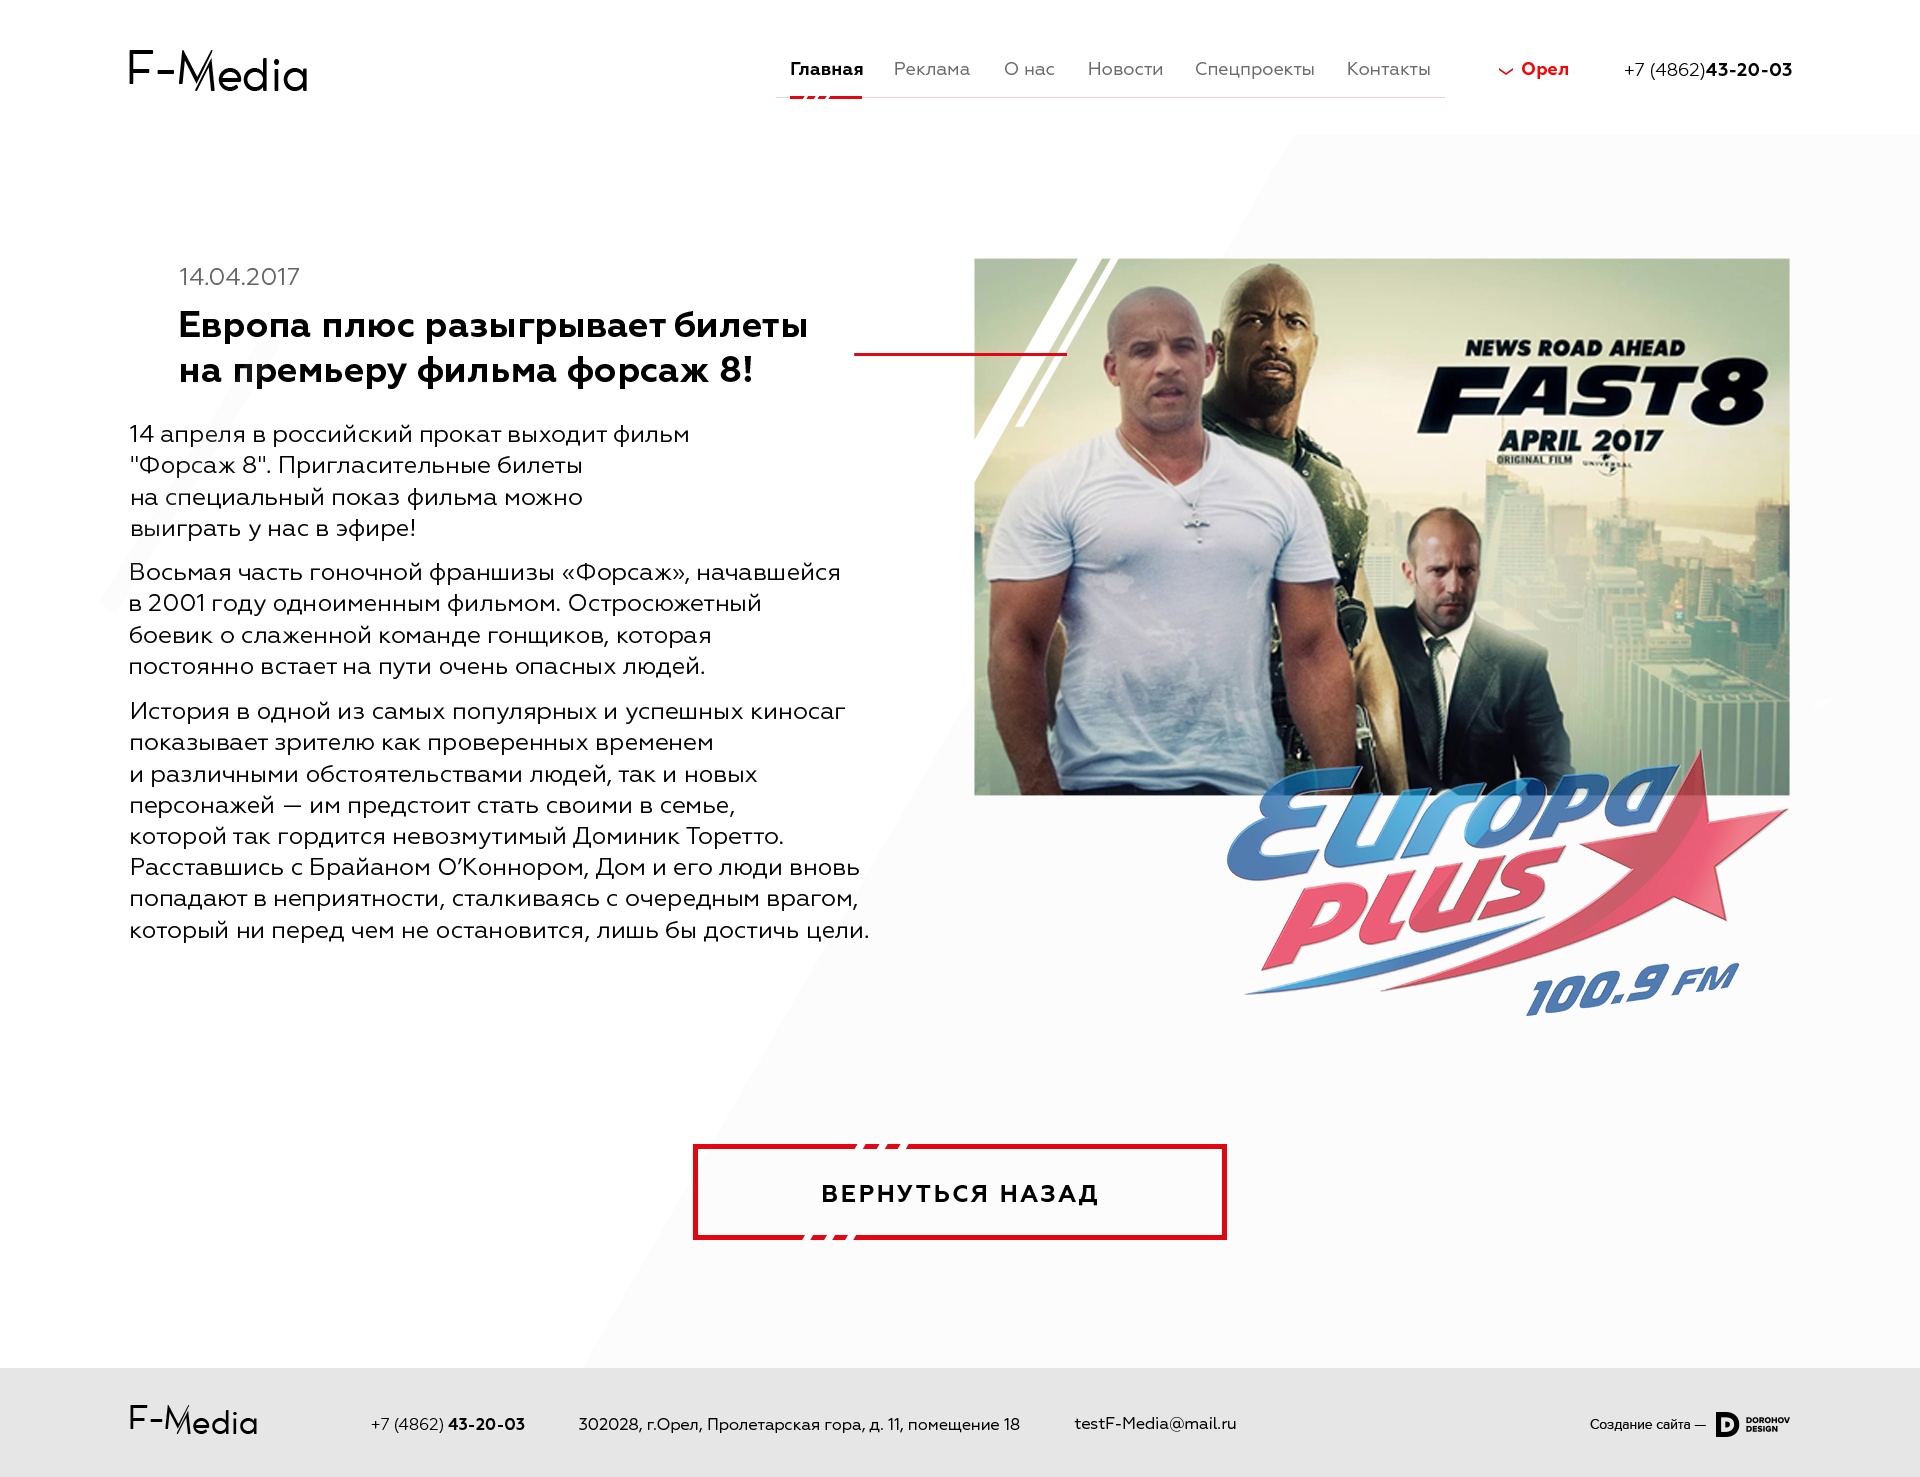 F-Media
Главная Реклама О нас Новости Спецпроекты Контакты Орел +7 (4862)43-20-03
14.04.2017
Европа плюс разыгрывает билеты
на премьеру фильма форсаж 8!
14 апреля в российский прокат выходит фильм
"Форсаж 8". Пригласительные билеты
на специальный показ фильма можно
выиграть у нас в эфире!
Восьмая часть гоночной франшизы «Форсаж», начавшейся
в 2001 году одноименным фильмом. Остросюжетный
боевик о слаженной команде гонщиков, которая
постоянно встает на пути очень опасных людей.
История в одной из самых популярных и успешных киносаг
показывает зрителю как проверенных временем
и различными обстоятельствами людей, так и новых
персонажей — им предстоит стать своими в семье,
которой так гордится невозмутимый Доминик Торетто.
Расставшись с Брайаном О’Коннором, Дом и его люди вновь
попадают в неприятности, сталкиваясь с очередным врагом,
который ни перед чем не остановится, лишь бы достичь цели.
NEWS ROAD AHEAD
FAST8
APRIL 2017
ORIGINAL FILM UNIVERSAL
Europa
plus
100.9 FM
ВЕРНУТЬСЯ НАЗАД
F-Media
+7 (4862) 43-20-03
302028, г.Орел, Пролетарская гора, д. 11, помещение 18
testF-Media@mail.ru
Создание сайта —
DOROHOV
DESIGN